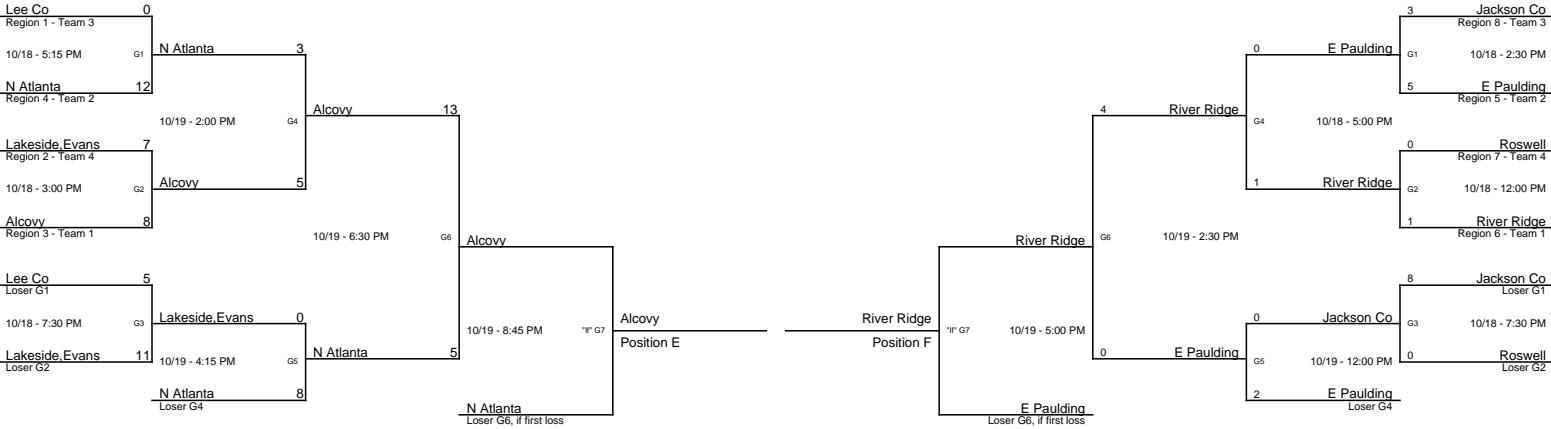 Lee Co 0
Region 1 - Team 3
10/18 - 5:15 PM G1
N Atlanta 12
Region 4 - Team 2
N Atlanta 3
10/19 - 2:00 PM G4
Lakeside,Evans 7
Region 2 - Team 4
10/18 - 3:00 PM G2
Alcovy 8
Region 3 - Team 1
Alcovy 5
Alcovy 13
10/19 - 6:30 PM G6
Lee Co 5
Loser G1
10/18 - 7:30 PM G3
Lakeside,Evans 11
Loser G2
Lakeside,Evans 0
10/19 - 4:15 PM G5
N Atlanta 8
Loser G4
N Atlanta 5
Alcovy
10/19 - 8:45 PM "If" G7
N Atlanta
Loser G6, if first loss
Alcovy
Position E
River Ridge
Position F
River Ridge
"If" G7 10/19 - 5:00 PM
E Paulding
Loser G6, if first loss
4 River Ridge
G6 10/19 - 2:30 PM
0 E Paulding
0 E Paulding
G4 10/18 - 5:00 PM
1 River Ridge
0 Jackson Co
G5 10/19 - 12:00 PM
2 E Paulding
Loser G4
3 Jackson Co
Region 8 - Team 3
G1 10/18 - 2:30 PM
5 E Paulding
Region 5 - Team 2
0 Roswell
Region 7 - Team 4
G2 10/18 - 12:00 PM
1 River Ridge
Region 6 - Team 1
8 Jackson Co
Loser G1
G3 10/18 - 7:30 PM
0 Roswell
Loser G2